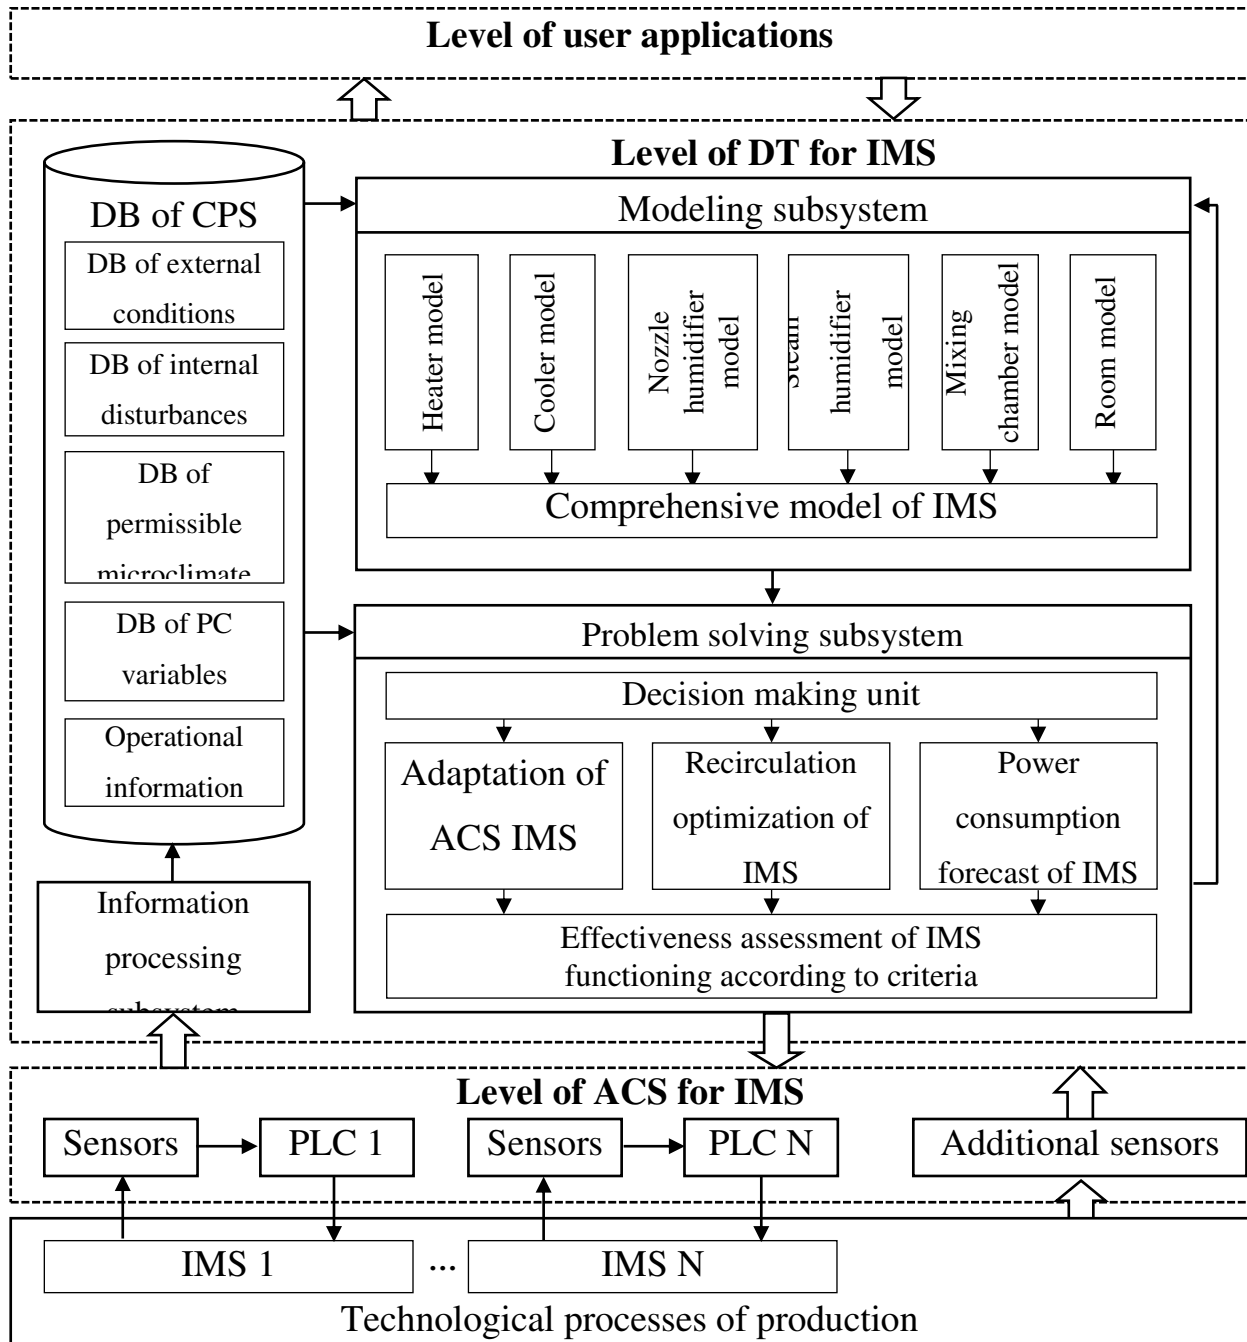 Level of user applications
Level of DT for IMS
DB of CPS
DB of external
conditions
DB of internal
disturbances
DB of
permissible
microclimate
DB of PC
variables
Operational
information
Information
processing
subsystem
Modeling subsystem
Heater model
Cooler model
Nozzle
humidifier
model
Steam
humidifier
model
Mixing
chamber model
Room model
Comprehensive model of IMS
Problem solving subsystem
Decision making unit
Adaptation of
ACS IMS
Recirculation
optimization of
IMS
Power
consumption
forecast of IMS
Effectiveness assessment of IMS
functioning according to criteria
Level of ACS for IMS
Sensors
PLC 1
Sensors
PLC N
Additional sensors
IMS 1
...
IMS N
Technological processes of production